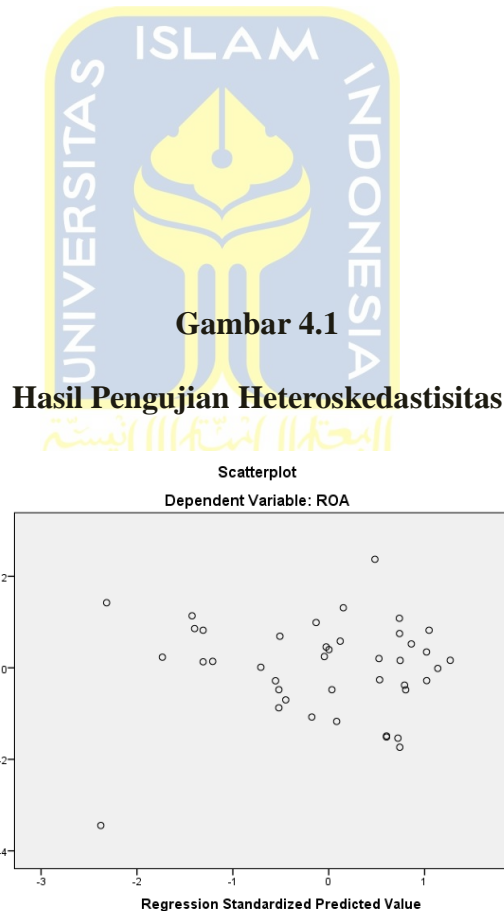 ISLAM
UNIVERSITAS
INDONESIA
Gambar 4.1
Hasil Pengujian Heteroskedastisitas
Scatterplot
Dependent Variable: ROA
2
0
-2
-4
-3 -2 -1 0 1
Regression Standardized Predicted Value